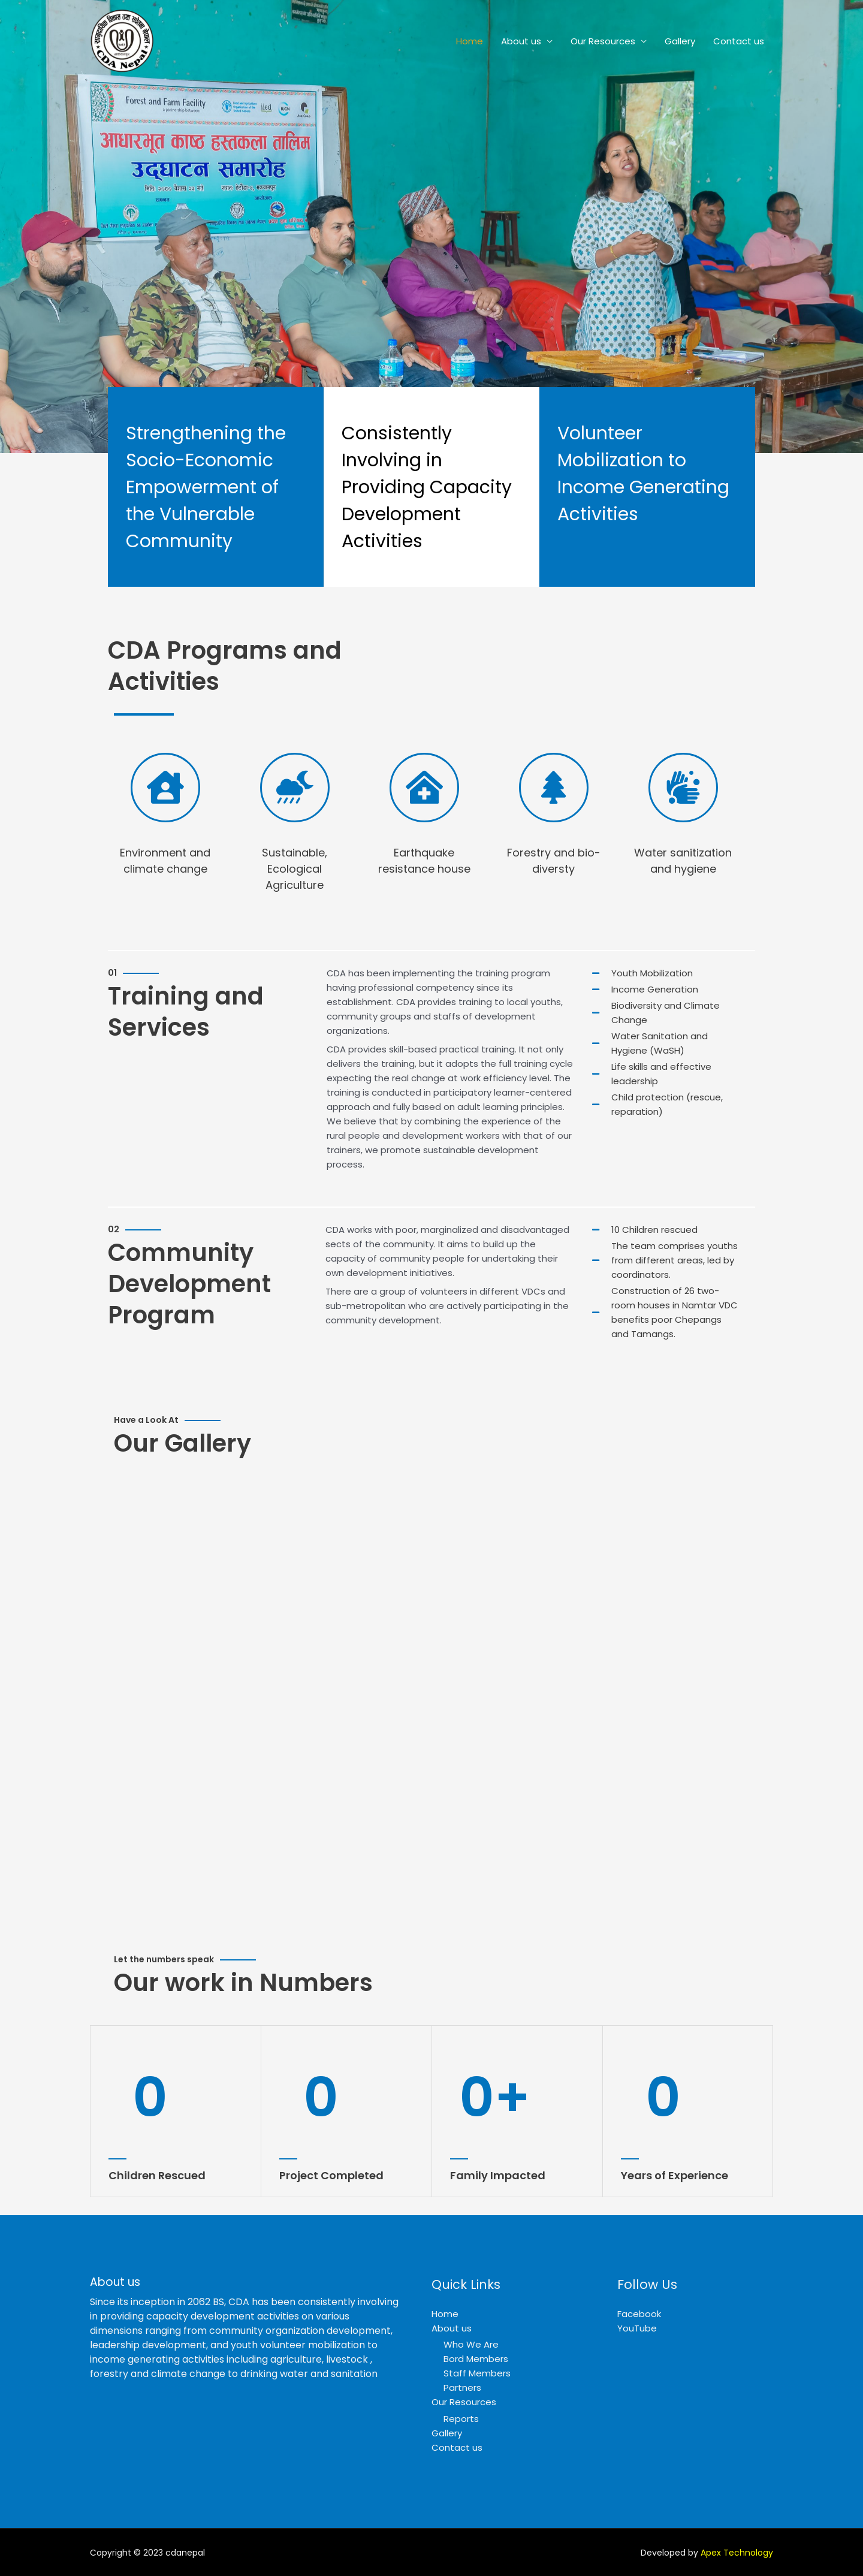 Home
About us
Our Resources
Gallery
Contact us
CDA Nepal
Forest and Farm Facility
iied
आधारभूत काष्ठ हस्तकला तालिम
उद्घाटन समारोह
Strengthening the
Socio-Economic
Empowerment of
the Vulnerable
Community
Consistently
Involving in
Providing Capacity
Development
Activities
Volunteer
Mobilization to
Income Generating
Activities
CDA Programs and
Activities
Environment and
climate change
Sustainable,
Ecological
Agriculture
Earthquake
resistance house
Forestry and bio-
diversty
Water sanitization
and hygiene
01
Training and
Services
CDA has been implementing the training program
having professional competency since its
establishment. CDA provides training to local youths,
community groups and staffs of development
organizations.
CDA provides skill-based practical training. It not only
delivers the training, but it adopts the full training cycle
expecting the real change at work efficiency level. The
training is conducted in participatory learner-centered
approach and fully based on adult learning principles.
We believe that by combining the experience of the
rural people and development workers with that of our
trainers, we promote sustainable development
process.
Youth Mobilization
Income Generation
Biodiversity and Climate
Change
Water Sanitation and
Hygiene (WaSH)
Life skills and effective
leadership
Child protection (rescue,
reparation)
02
Community
Development
Program
CDA works with poor, marginalized and disadvantaged
sects of the community. It aims to build up the
capacity of community people for undertaking their
own development initiatives.
There are a group of volunteers in different VDCs and
sub-metropolitan who are actively participating in the
community development.
10 Children rescued
The team comprises youths
from different areas, led by
coordinators.
Construction of 26 two-
room houses in Namtar VDC
benefits poor Chepangs
and Tamangs.
Have a Look At
Our Gallery
Let the numbers speak
Our work in Numbers
0
Children Rescued
0
Project Completed
0+
Family Impacted
0
Years of Experience
About us
Since its inception in 2062 BS, CDA has been consistently involving
in providing capacity development activities on various
dimensions ranging from community organization development,
leadership development, and youth volunteer mobilization to
income generating activities including agriculture, livestock ,
forestry and climate change to drinking water and sanitation
Quick Links
Home
About us
Who We Are
Bord Members
Staff Members
Partners
Our Resources
Reports
Gallery
Contact us
Follow Us
Facebook
YouTube
Copyright © 2023 cdanepal
Developed by Apex Technology